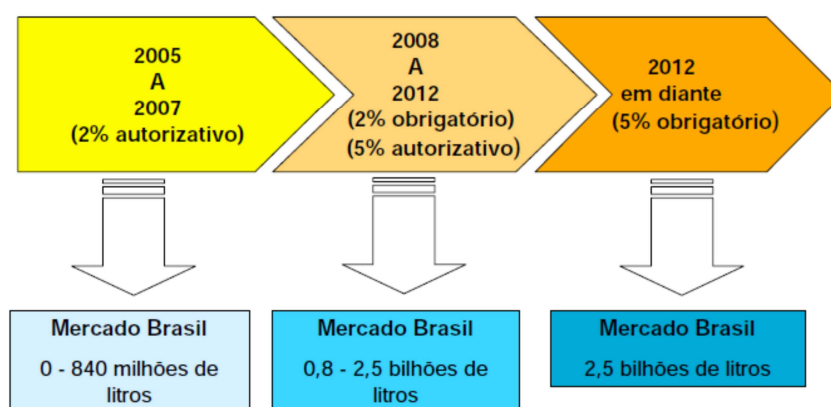 2005
A
2007
(2% autorizativo)
2008
A
2012
(2% obrigatório)
(5% autorizativo)
2012
em diante
(5% obrigatório)
Mercado Brasil
0 - 840 milhões de
litros
Mercado Brasil
0,8 - 2,5 bilhões de
litros
Mercado Brasil
2,5 bilhões de litros